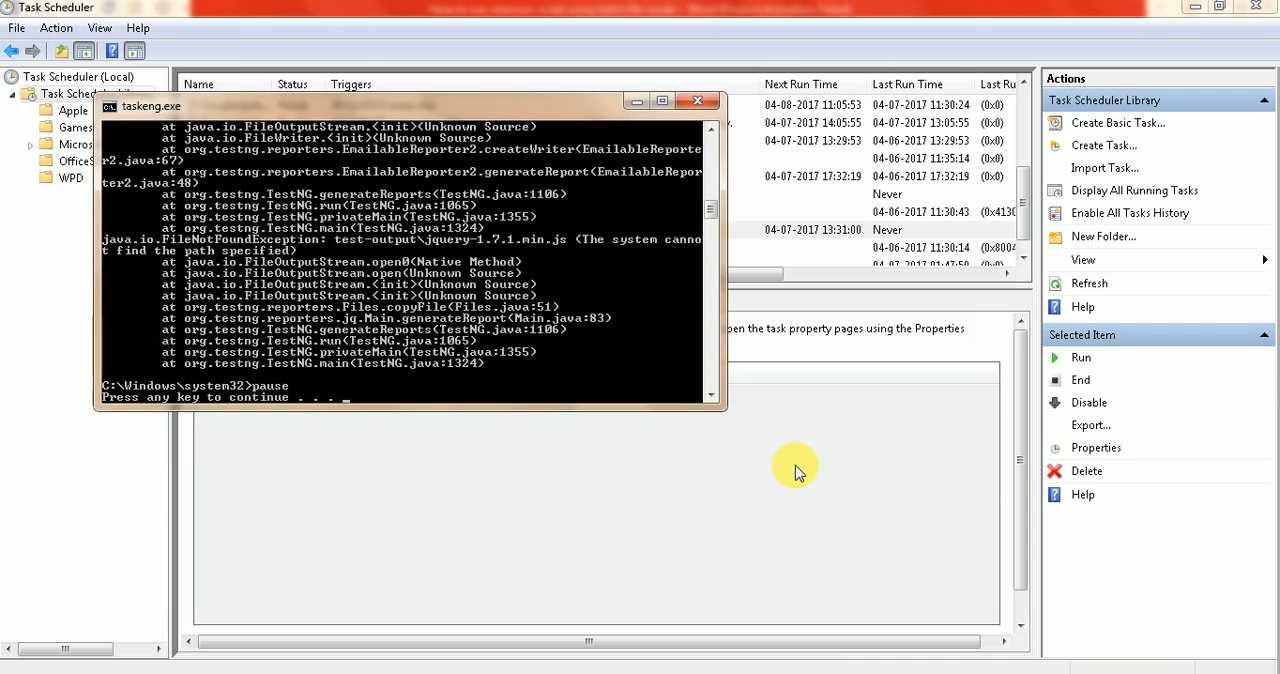 Task Scheduler
File Action View Help
Task Scheduler (Local)
Apple
WPD
Name Status Triggers Next Run Time Last Run Time
04-08-2017 11:05:53 04-07-2017 11:30:24 (0x0)
04-07-2017 14:05:55 04-07-2017 13:05:55 (0x0)
04-07-2017 13:29:53 04-06-2017 13:29:53 (0x0)
04-06-2017 11:35:14 (0x0)
04-07-2017 17:32:19 04-06-2017 17:32:19 (0x0)
Never
04-06-2017 11:30:43
04-07-2017 13:31:00 Never
04-06-2017 11:30:26
taskeng.exe
at java.io.FileOutputStream.<init>(Unknown Source)
at java.io.FileWriter.<init>(Unknown Source)
at org.testng.reporters.EmailableReporter2.createWriter(EmailableReporte
r2.java:67)
at org.testng.reporters.EmailableReporter2.generateReport(EmailableRepor
ter2.java:48)
at org.testng.TestNG.generateReports(TestNG.java:1106)
at org.testng.TestNG.run(TestNG.java:1065)
at org.testng.TestNG.privateMain(TestNG.java:1355)
at org.testng.TestNG.main(TestNG.java:1324)
java.io.FileNotFoundException: test-output\jquery-1.7.1.min.js (The system canno
t find the path specified)
at java.io.FileOutputStream.open0(Native Method)
at java.io.FileOutputStream.open(Unknown Source)
at java.io.FileOutputStream.<init>(Unknown Source)
at java.io.FileOutputStream.<init>(Unknown Source)
at org.testng.reporters.Files.copyFile(Files.java:51)
at org.testng.reporters.jq.Main.generateReport(Main.java:83)
at org.testng.TestNG.generateReports(TestNG.java:1106)
at org.testng.TestNG.run(TestNG.java:1065)
at org.testng.TestNG.privateMain(TestNG.java:1355)
at org.testng.TestNG.main(TestNG.java:1324)
C:\Windows\system32>pause
Press any key to continue . . . _
open the task property pages using the Properties
Actions
Task Scheduler Library
Create Basic Task...
Create Task...
Import Task...
Display All Running Tasks
Enable All Tasks History
New Folder...
View
Refresh
Help
Selected Item
Run
End
Disable
Export...
Properties
Delete
Help